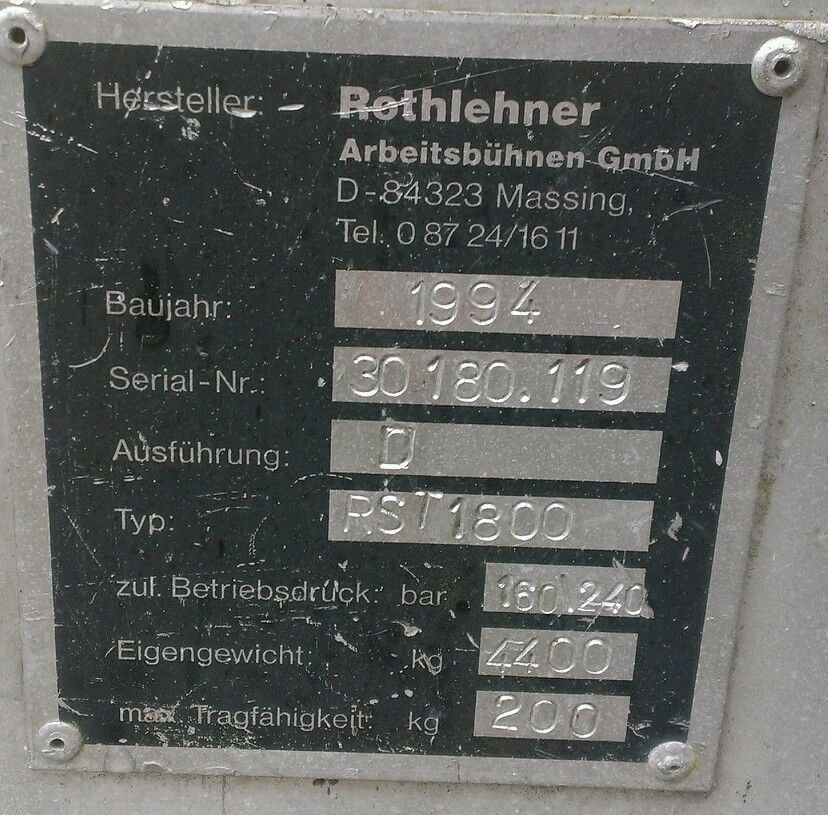 Hersteller: Rothlehner
Arbeitsbühnen GmbH
D-84323 Massing,
Tel. 0 87 24/16 11
Baujahr: 1994
Serial-Nr.: 30 180.119
Ausführung: D
Typ: RST 1800
zul. Betriebsdruck: bar 160.240
Eigengewicht: kg 4400
max. Tragfähigkeit: kg 200